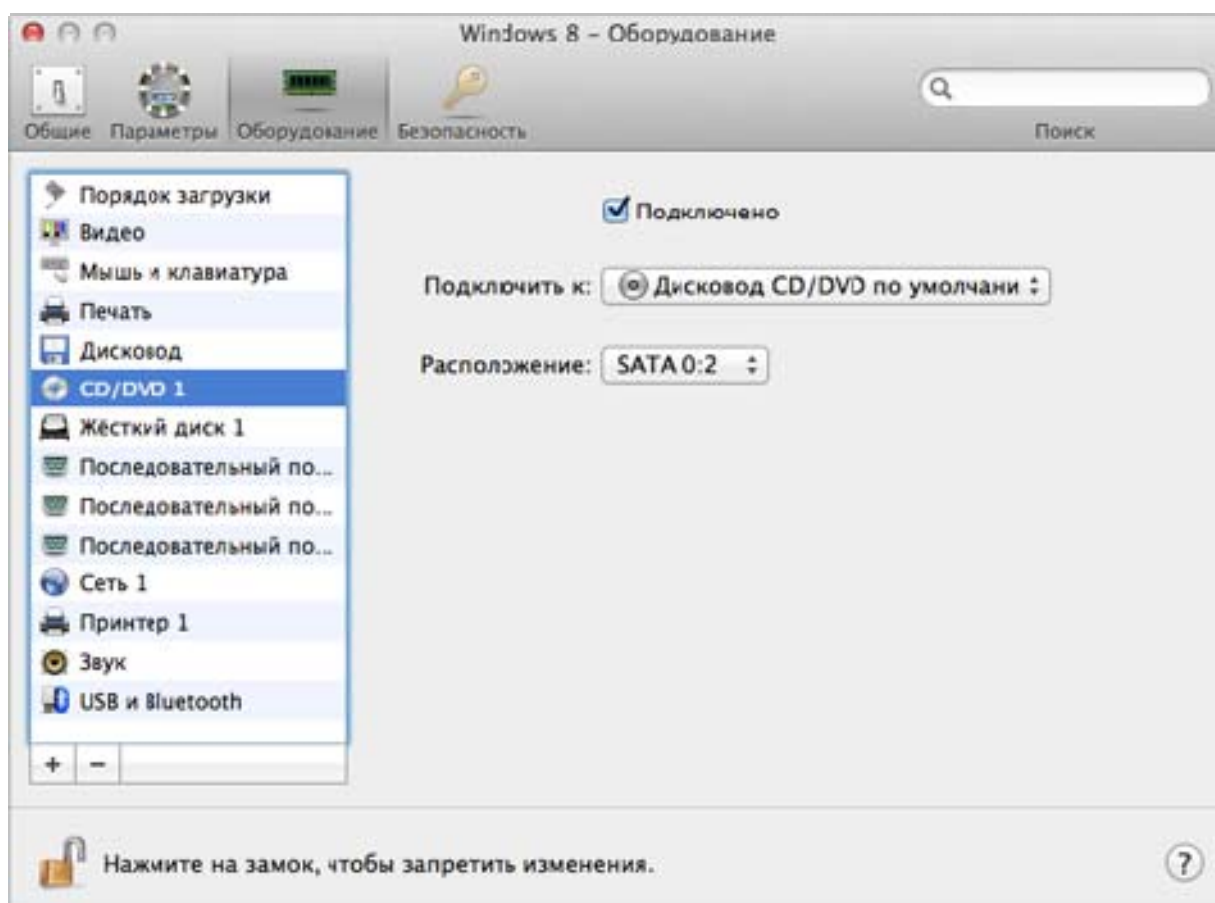 Windows 8 – Оборудование
Общие Параметры Оборудование Безопасность Поиск
Порядок загрузки
Видео
Мышь и клавиатура
Печать
Дисковод
CD/DVD 1
Жёсткий диск 1
Последовательный по...
Последовательный по...
Последовательный по...
Сеть 1
Принтер 1
Звук
USB и Bluetooth
+ −
Подключено
Подключить к: Дисковод CD/DVD по умолчани
Расположение: SATA 0:2
Нажмите на замок, чтобы запретить изменения.
?